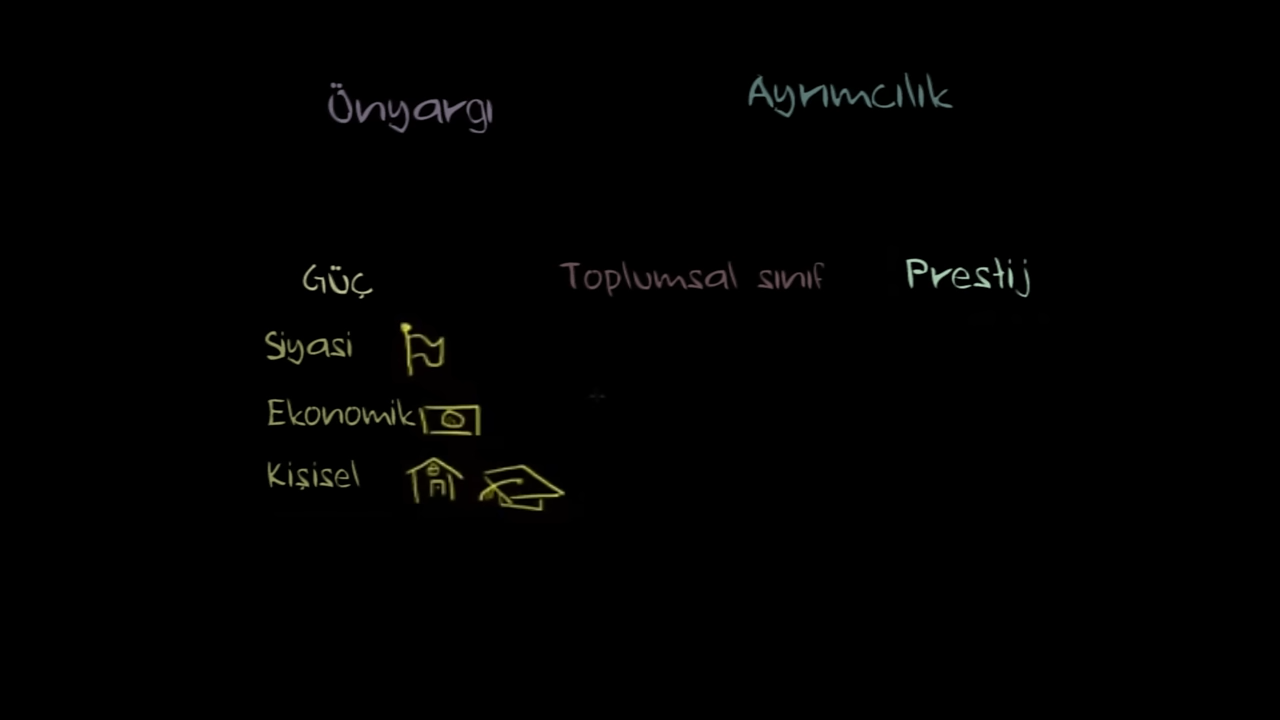 Önyargı Ayrımcılık
Güç Toplumsal sınıf Prestij
Siyasi
Ekonomik
Kişisel